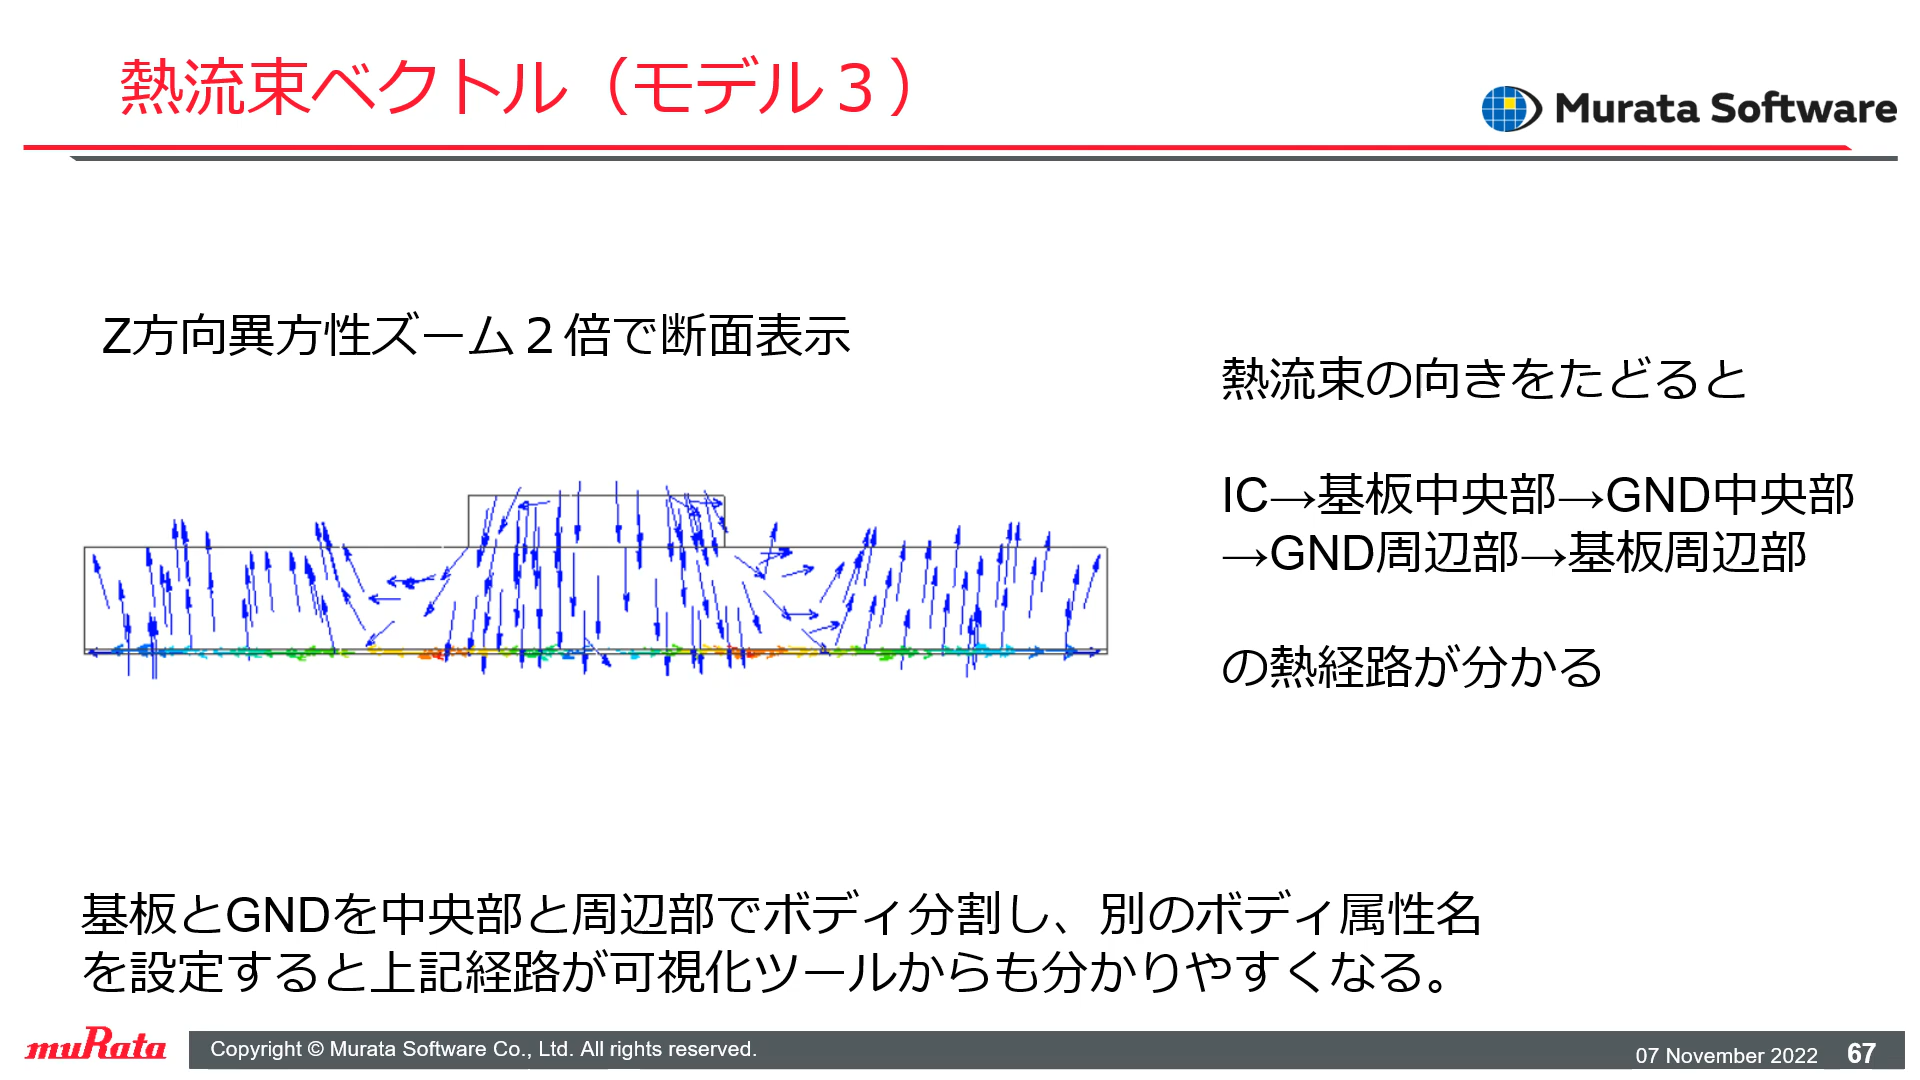 熱流束ベクトル（モデル３）
Murata Software
Z方向異方性ズーム２倍で断面表示
熱流束の向きをたどると
IC→基板中央部→GND中央部
→GND周辺部→基板周辺部
の熱経路が分かる
基板とGNDを中央部と周辺部でボディ分割し、別のボディ属性名
を設定すると上記経路が可視化ツールからも分かりやすくなる。
muRata
Copyright © Murata Software Co., Ltd. All rights reserved.
07 November 2022
67